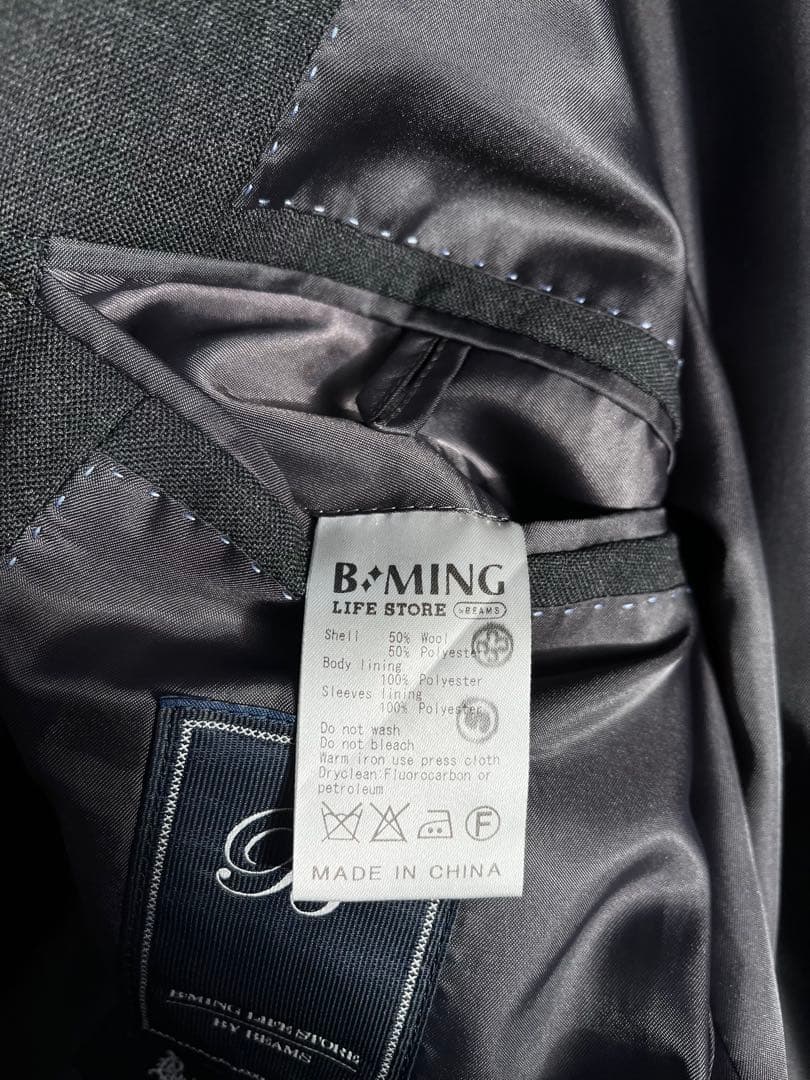 B MING
LIFE STORE by BEAMS
Shell 50% Wool
50% Polyester
Body lining
100% Polyester
Sleeves lining
100% Polyester
Do not wash
Do not bleach
Warm iron use press cloth
Dryclean:Fluorocarbon or
petroleum
F
MADE IN CHINA
B
B:MING LIFE STORE
BY BEAMS